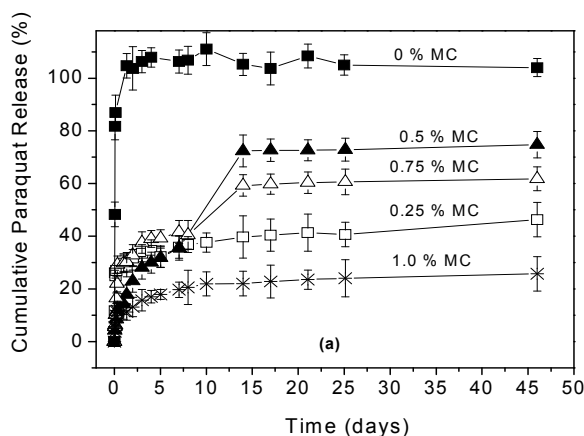 Cumulative Paraquat Release (%)
100
80
60
40
20
0
0 % MC
0.5 % MC
0.75 % MC
0.25 % MC
1.0 % MC
(a)
0 5 10 15 20 25 30 35 40 45 50
Time (days)